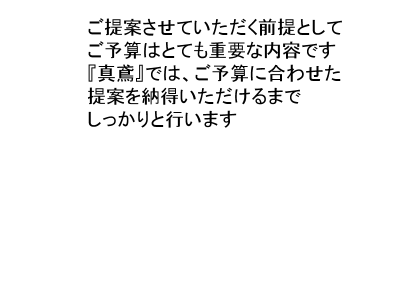 ご提案させていただく前提として
ご予算はとても重要な内容です
『真鳶』では、ご予算に合わせた
提案を納得いただけるまで
しっかりと行います